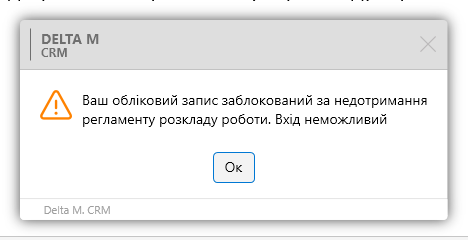 DELTA M
CRM
Ваш обліковий запис заблокований за недотримання
регламенту розкладу роботи. Вхід неможливий
Ок
Delta M. CRM